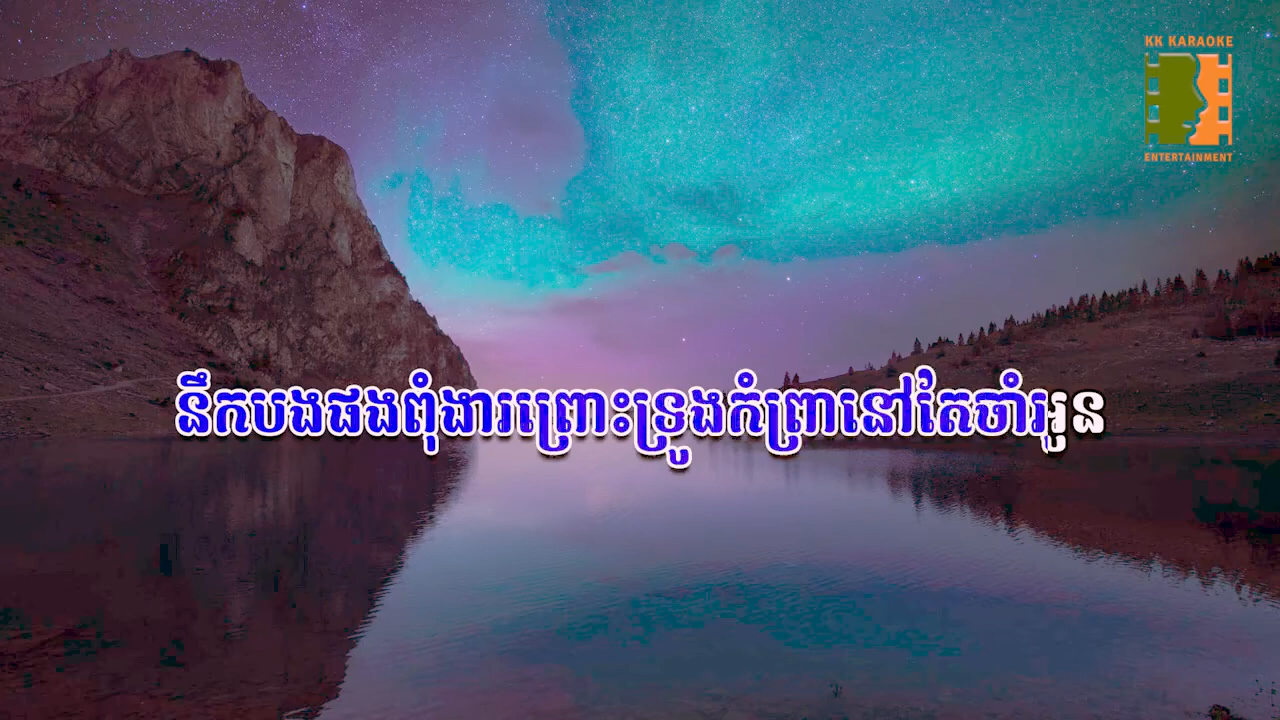 KK KARAOKE
ENTERTAINMENT
នឹកបងផងពុំងារព្រោះទ្រូងកំព្រានៅតែចាំអូន